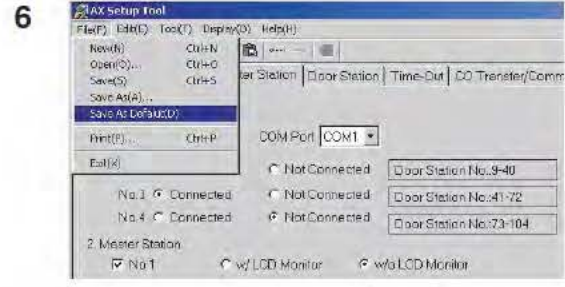 6
AX Setup Tool
File(F) Edit(E) Tool(T) Display(D) Help(H)
New(N) Ctrl+N
Open(O)... Ctrl+O
Save(S) Ctrl+S
Save As(A)...
Save As Defalut(D)
Print(P)... Ctrl+P
Exit(X)
ter Station Door Station Time-Out CO Transfer/Comm
COM Port COM1
Not Connected Door Station No.:9-40
No.3 Connected Not Connected Door Station No.:41-72
No.4 Connected Not Connected Door Station No.:73-104
2. Master Station
No.1 w/ LCD Monitor w/o LCD Monitor